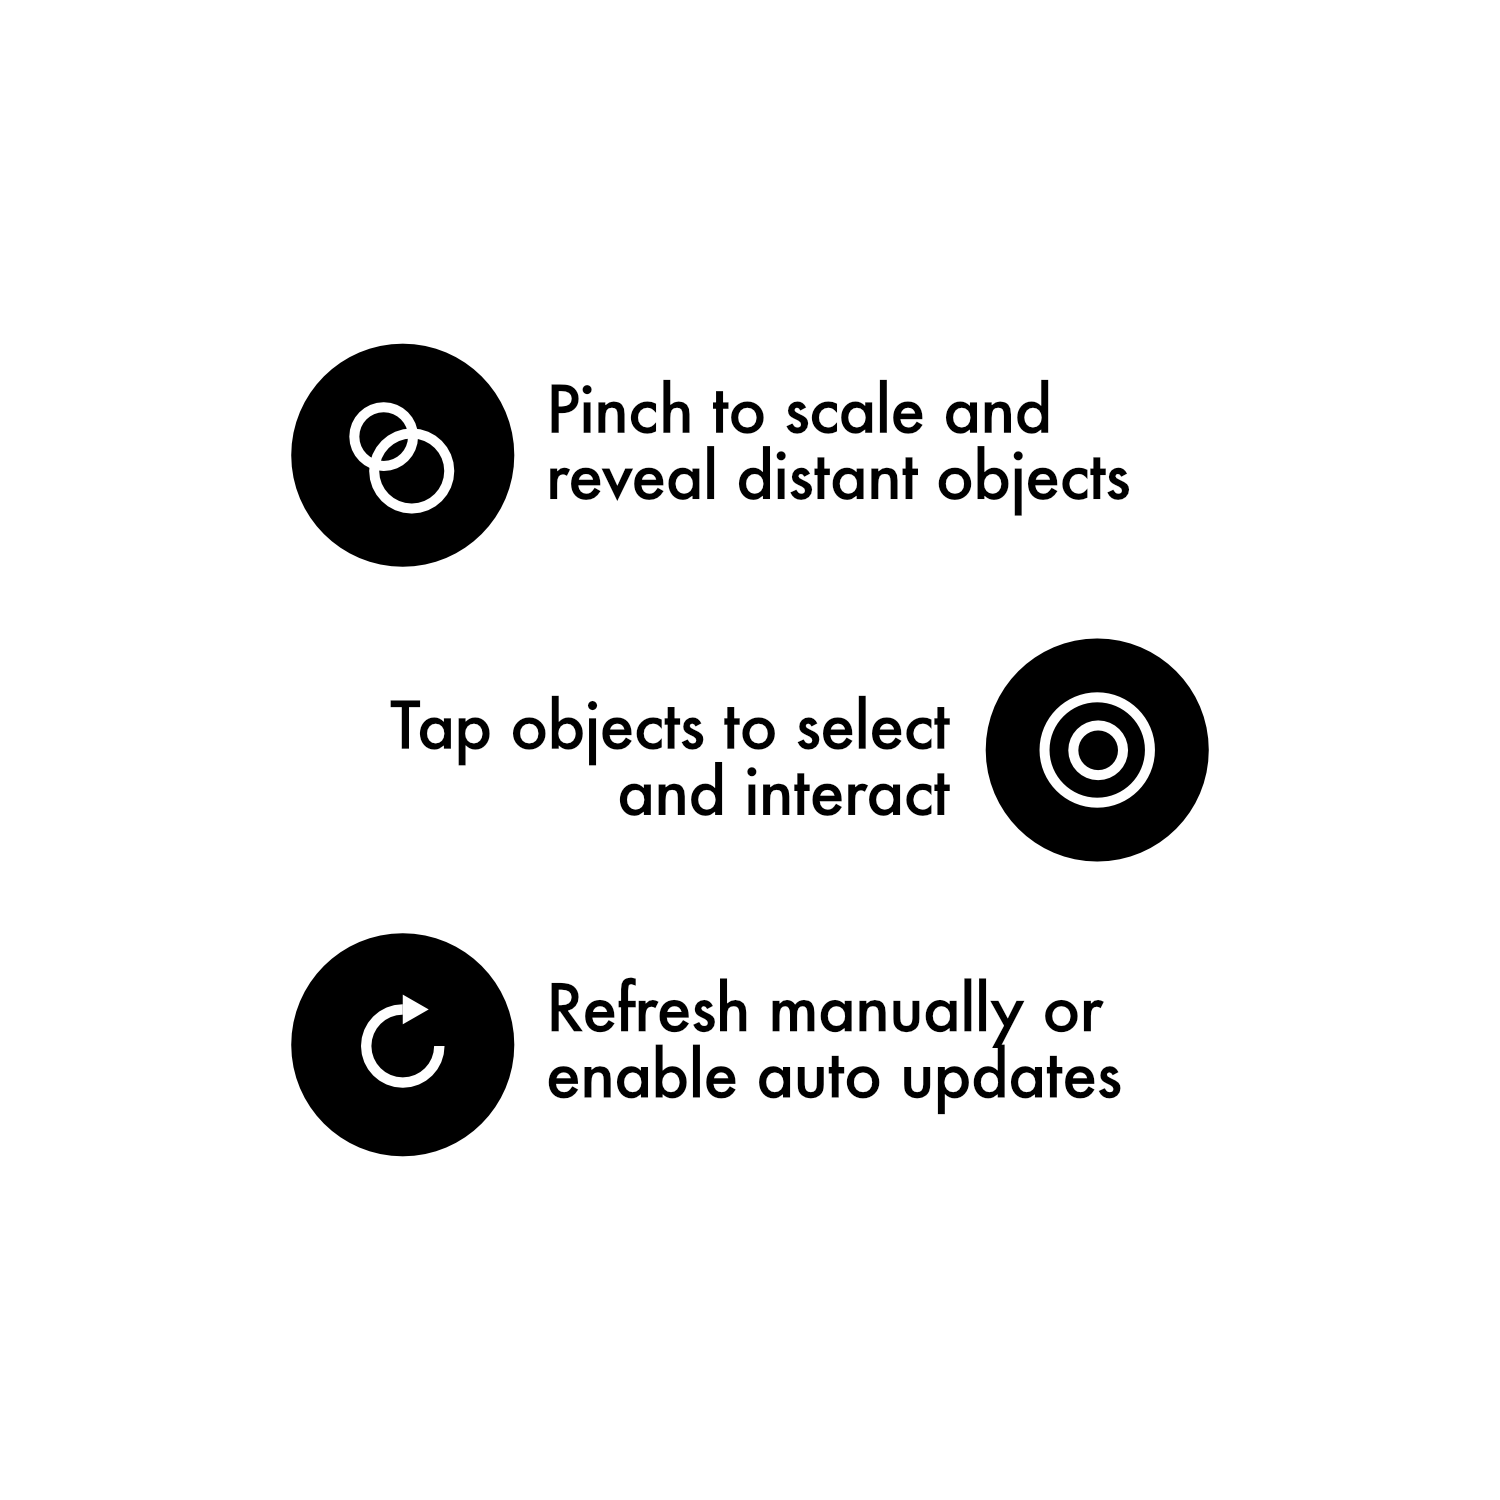 Pinch to scale and
reveal distant objects
Tap objects to select
and interact
Refresh manually or
enable auto updates